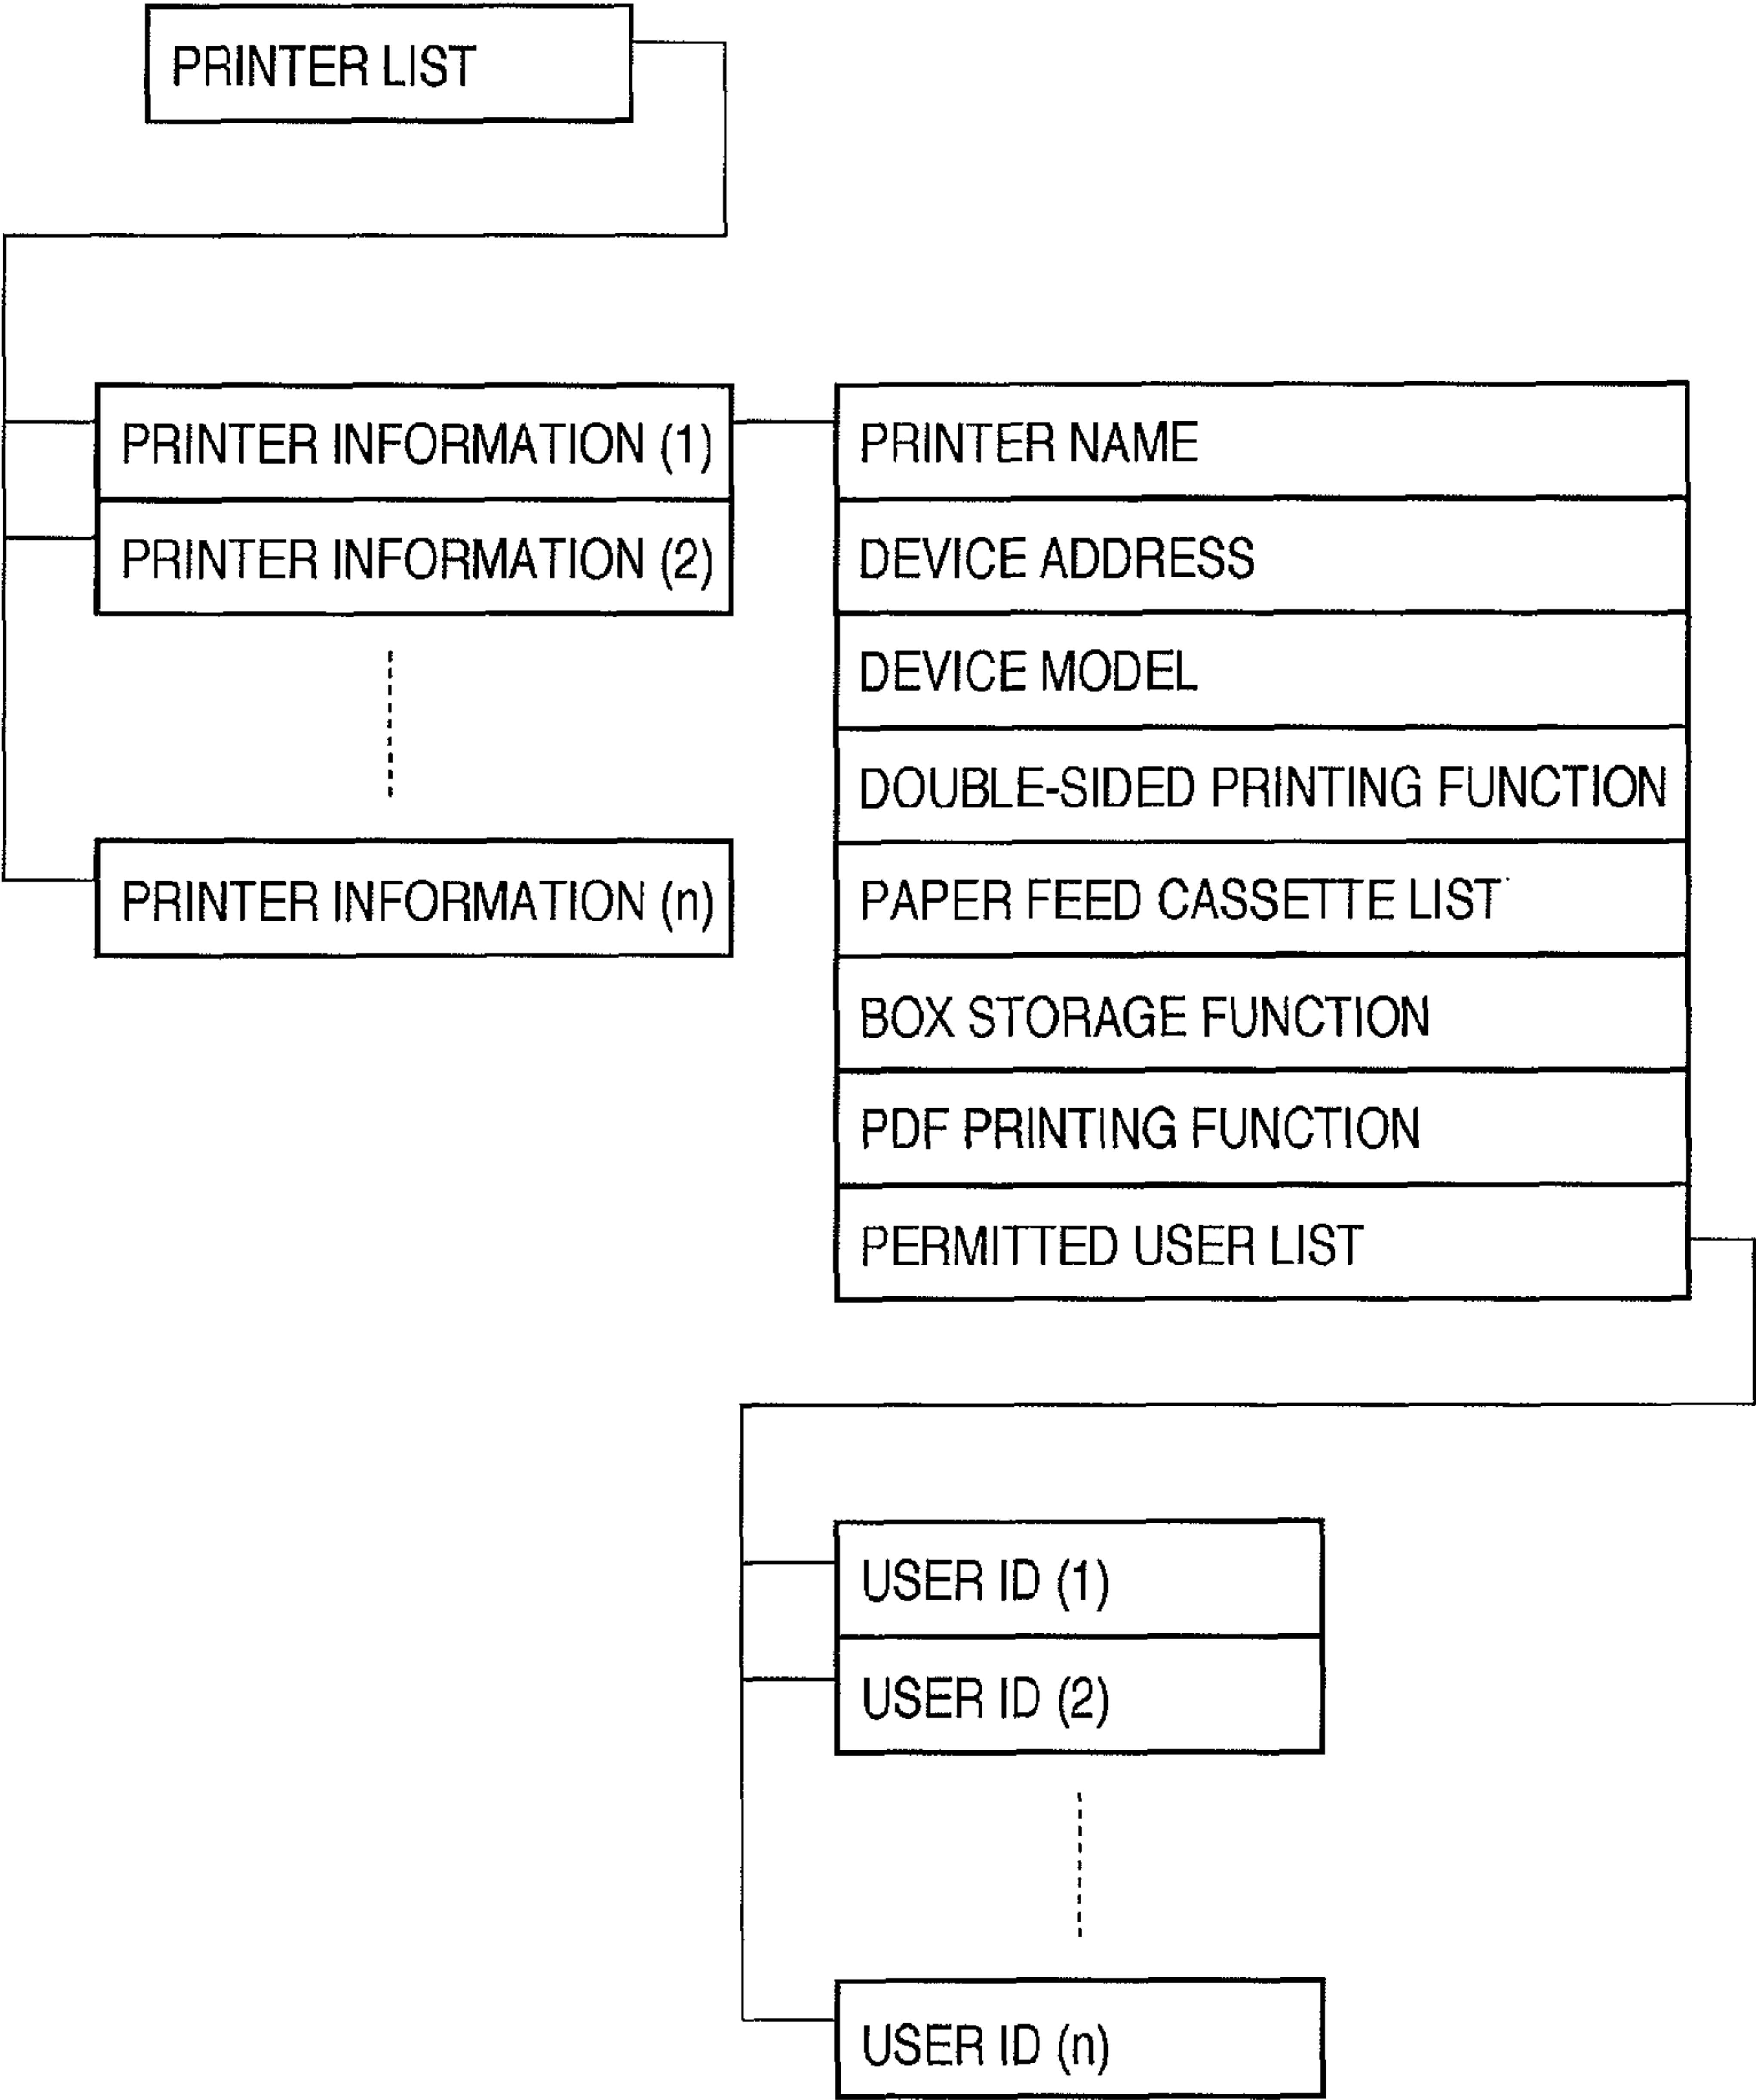 PRINTER LIST
PRINTER INFORMATION (1)
PRINTER INFORMATION (2)
PRINTER INFORMATION (n)
PRINTER NAME
DEVICE ADDRESS
DEVICE MODEL
DOUBLE-SIDED PRINTING FUNCTION
PAPER FEED CASSETTE LIST
BOX STORAGE FUNCTION
PDF PRINTING FUNCTION
PERMITTED USER LIST
USER ID (1)
USER ID (2)
USER ID (n)